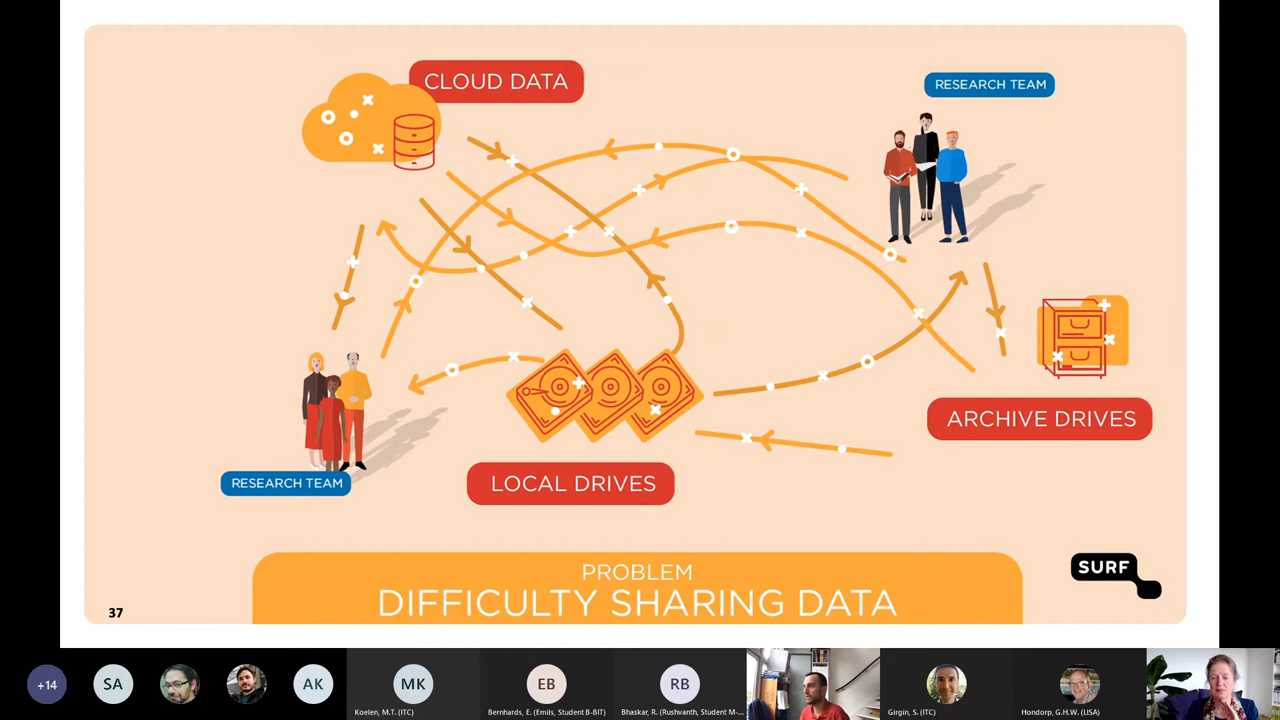 CLOUD DATA
RESEARCH TEAM
ARCHIVE DRIVES
RESEARCH TEAM
LOCAL DRIVES
PROBLEM
DIFFICULTY SHARING DATA
SURF
37
+14
SA
AK
MK
EB
RB
Koelen, M.T. (ITC)
Bernhards, E. (Emils, Student B-BIT)
Bhaskar, R. (Rushvanth, Student M-...
Girgin, S. (ITC)
Hondorp, G.H.W. (LISA)